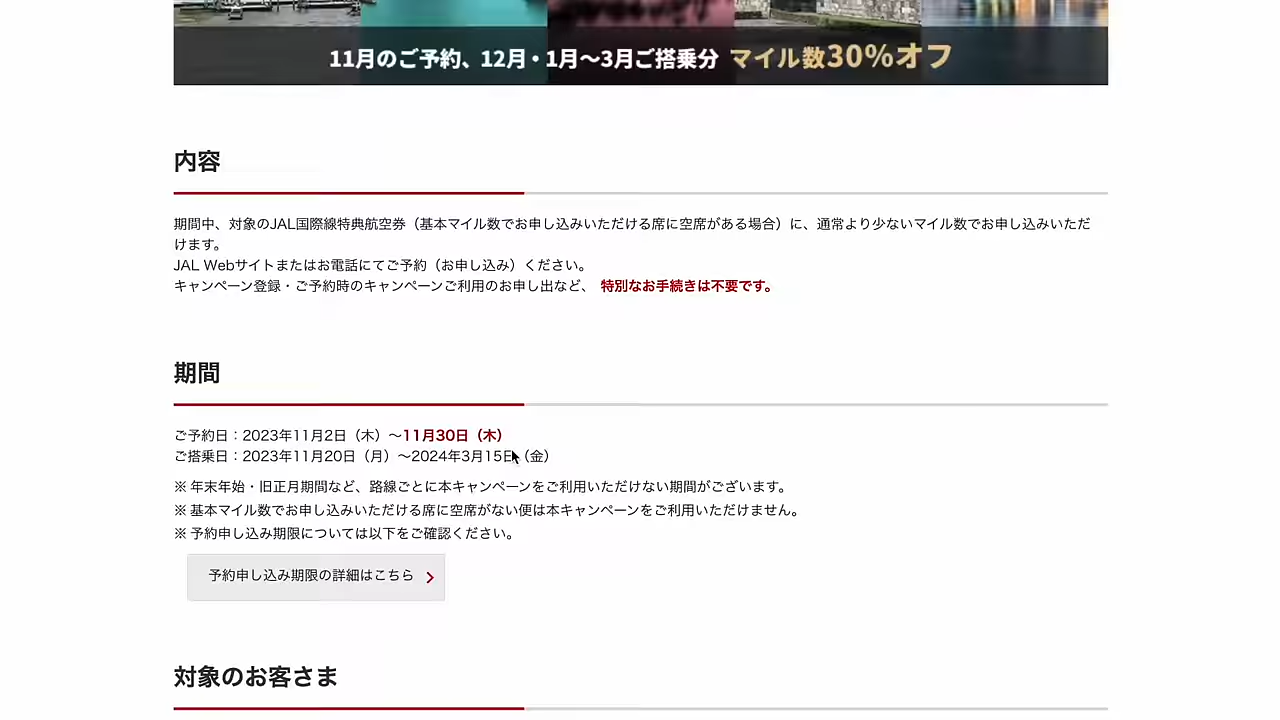 11月のご予約、12月・1月〜3月ご搭乗分 マイル数30%オフ
内容
期間中、対象のJAL国際線特典航空券（基本マイル数でお申し込みいただける席に空席がある場合）に、通常より少ないマイル数でお申し込みいただ
けます。
JAL Webサイトまたはお電話にてご予約（お申し込み）ください。
キャンペーン登録・ご予約時のキャンペーンご利用のお申し出など、 特別なお手続きは不要です。
期間
ご予約日：2023年11月2日（木）〜11月30日（木）
ご搭乗日：2023年11月20日（月）〜2024年3月15日（金）
※ 年末年始・旧正月期間など、路線ごとに本キャンペーンをご利用いただけない期間がございます。
※ 基本マイル数でお申し込みいただける席に空席がない便は本キャンペーンをご利用いただけません。
※ 予約申し込み期限については以下をご確認ください。
予約申し込み期限の詳細はこちら
対象のお客さま